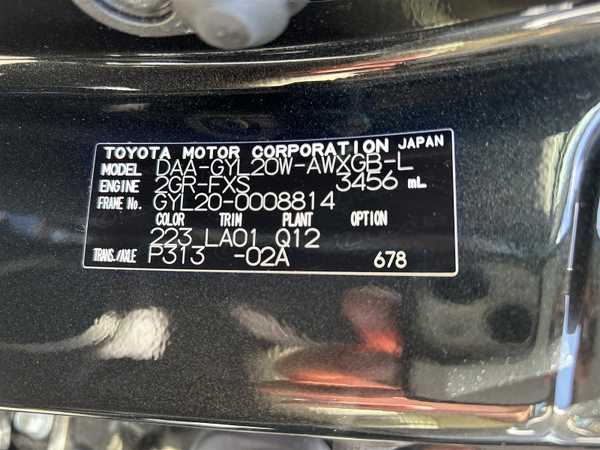 TOYOTA MOTOR CORPORATION JAPAN
MODEL DAA-GYL20W-AWXGB-L
ENGINE 2GR-FXS 3456 mL
FRAME No. GYL20-0008814
COLOR TRIM PLANT OPTION
223 LA01 Q12
TRANS./AXLE P313 -02A 678